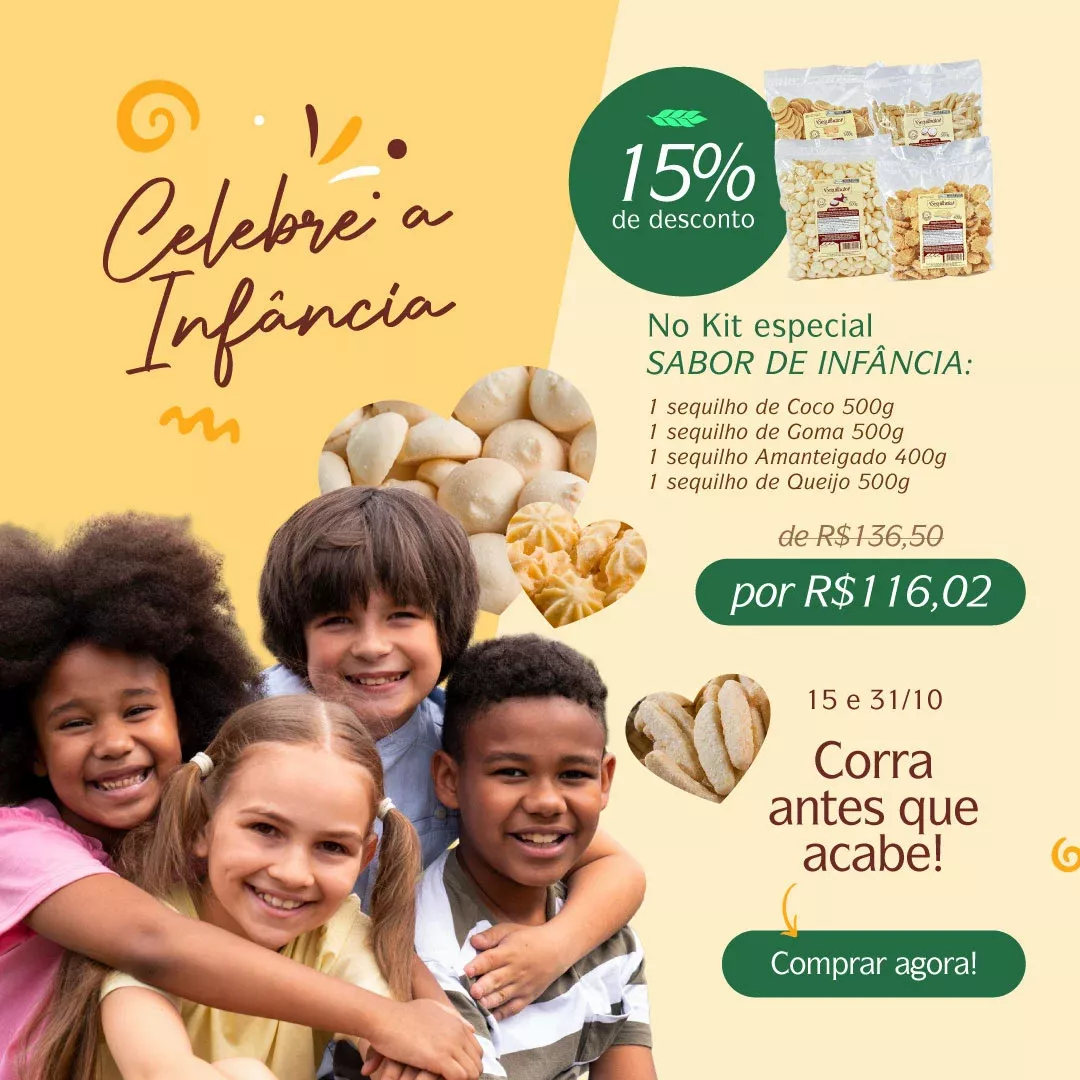 Celebre a
Infância
15%
de desconto
No Kit especial
SABOR DE INFÂNCIA:
1 sequilho de Coco 500g
1 sequilho de Goma 500g
1 sequilho Amanteigado 400g
1 sequilho de Queijo 500g
de R$136,50
por R$116,02
15 e 31/10
Corra
antes que
acabe!
Comprar agora!